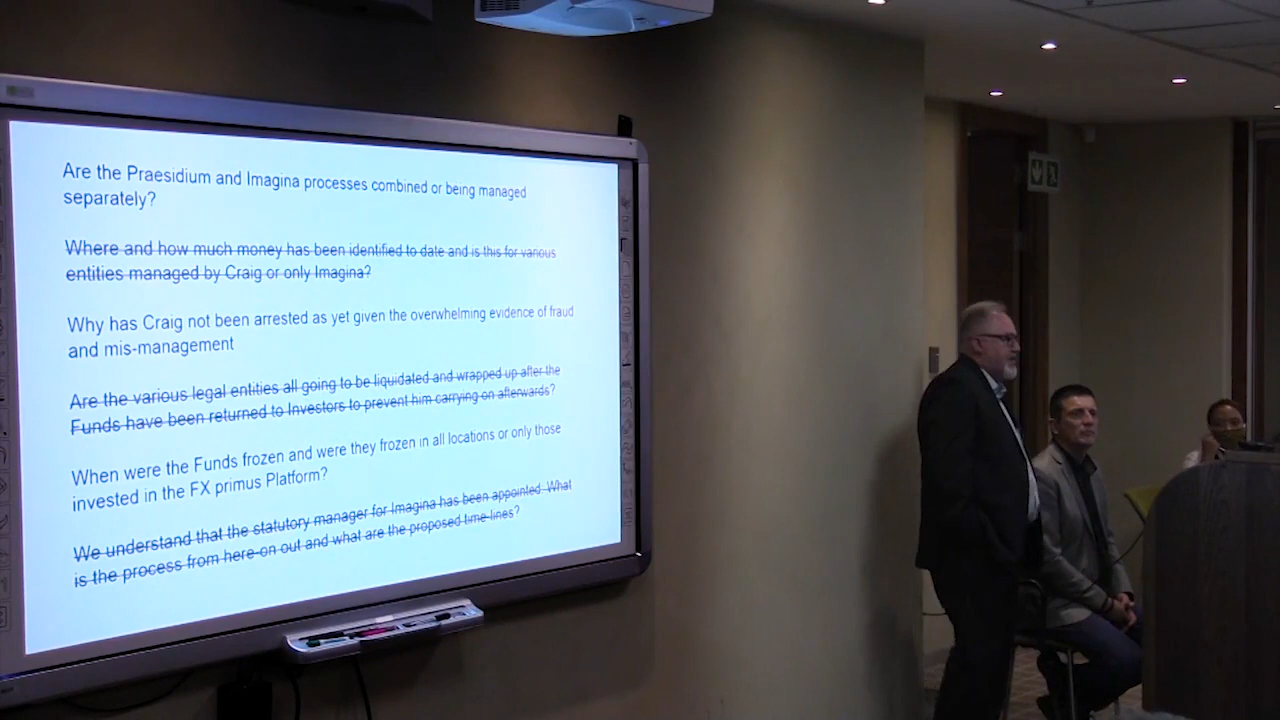 Are the Praesidium and Imagina processes combined or being managed
separately?
Where and how much money has been identified to date and is this for various
entities managed by Craig or only Imagina?
Why has Craig not been arrested as yet given the overwhelming evidence of fraud
and mis-management
Are the various legal entities all going to be liquidated and wrapped up after the
Funds have been returned to Investors to prevent him carrying on afterwards?
When were the Funds frozen and were they frozen in all locations or only those
invested in the FX primus Platform?
We understand that the statutory manager for Imagina has been appointed. What
is the process from here on out and what are the proposed time lines?